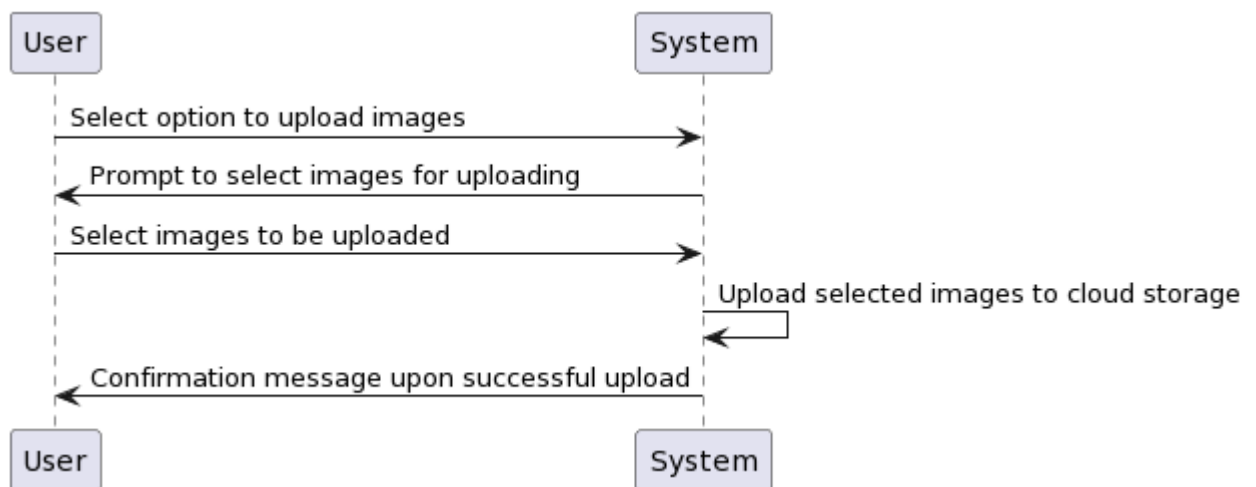 User System
Select option to upload images
Prompt to select images for uploading
Select images to be uploaded
Upload selected images to cloud storage
Confirmation message upon successful upload
User System